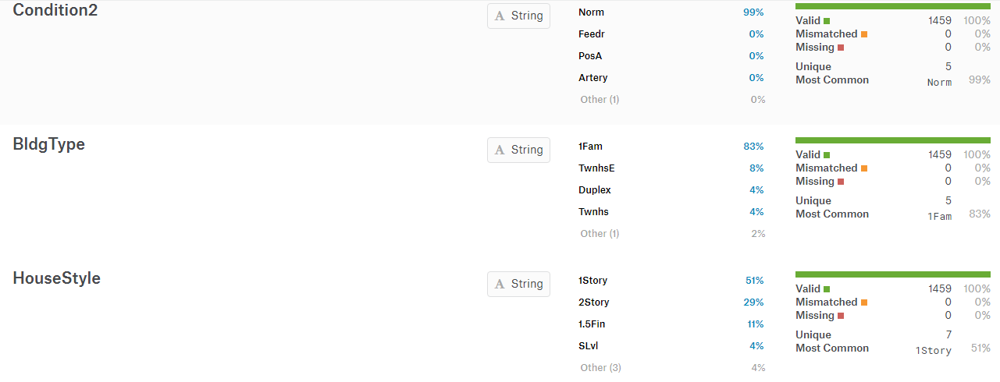 Condition2
A String
Norm 99%
Feedr 0%
PosA 0%
Artery 0%
Other (1) 0%
Valid 1459 100%
Mismatched 0 0%
Missing 0 0%
Unique 5
Most Common Norm 99%
BldgType
A String
1Fam 83%
TwnhsE 8%
Duplex 4%
Twnhs 4%
Other (1) 2%
Valid 1459 100%
Mismatched 0 0%
Missing 0 0%
Unique 5
Most Common 1Fam 83%
HouseStyle
A String
1Story 51%
2Story 29%
1.5Fin 11%
SLvl 4%
Other (3) 4%
Valid 1459 100%
Mismatched 0 0%
Missing 0 0%
Unique 7
Most Common 1Story 51%